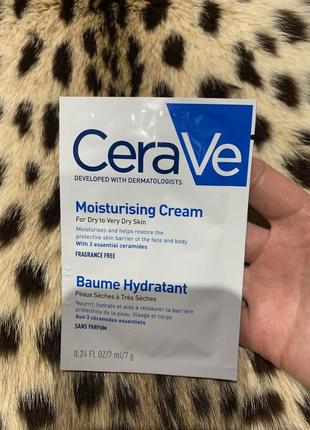 CeraVe
DEVELOPED WITH DERMATOLOGISTS
Moisturising Cream
For Dry to Very Dry Skin
Moisturises and helps restore the
protective skin barrier of the face and body
With 3 essential ceramides
FRAGRANCE FREE
Baume Hydratant
Peaux Sèches à Très Sèches
Nourrit, hydrate et aide à restaurer la barrière
protectrice de la peau. Visage et corps
Aux 3 céramides essentiels
SANS PARFUM
0.24 FL OZ/7 ml/7 g